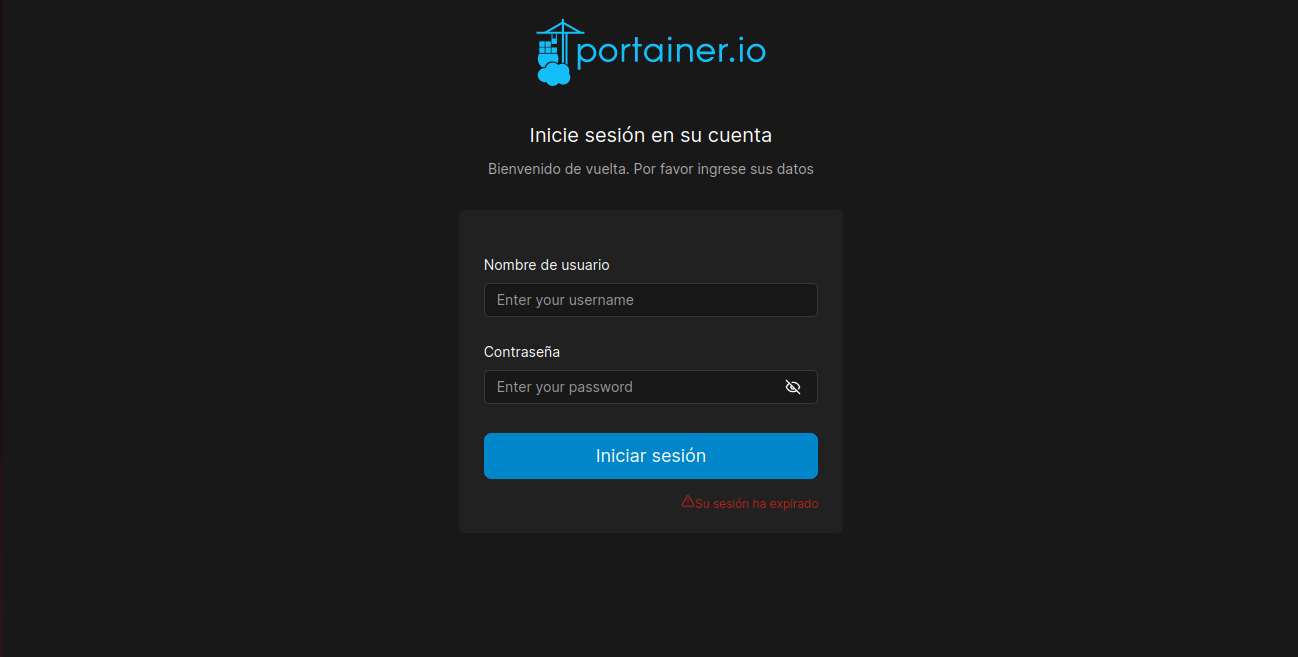 portainer.io
Inicie sesión en su cuenta
Bienvenido de vuelta. Por favor ingrese sus datos
Nombre de usuario
Enter your username
Contraseña
Enter your password
Iniciar sesión
Su sesión ha expirado